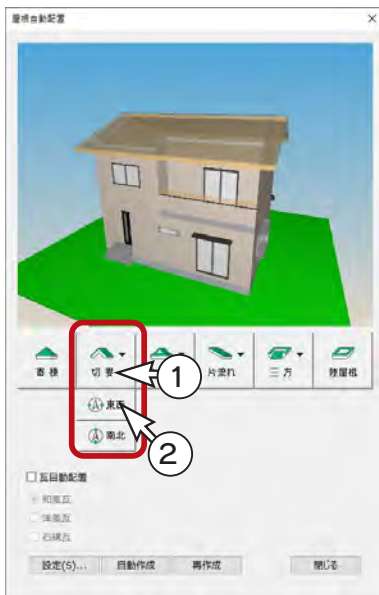 屋根自動配置
寄棟 切妻 片流れ 三方 陸屋根
1
東西
2
南北
瓦自動配置
和風瓦
洋風瓦
石綿瓦
設定(S)... 自動作成 再作成 閉じる